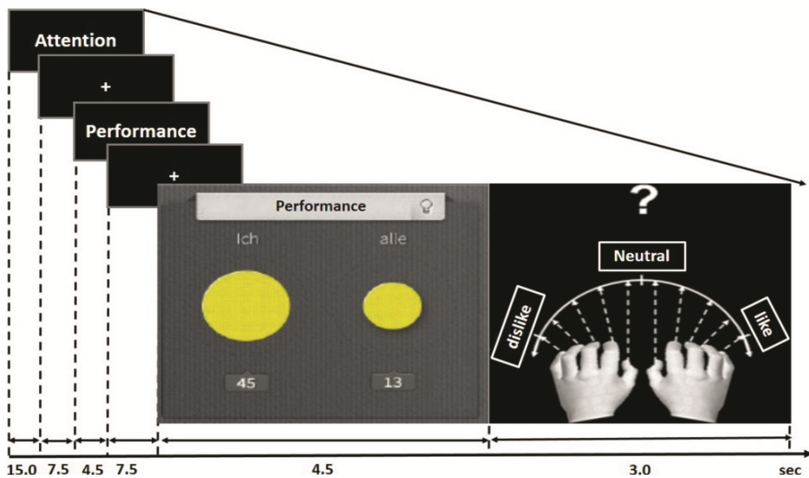 Attention
+
Performance
+
Performance
Ich alle
45 13
?
Neutral
dislike
like
15.0 7.5 4.5 7.5 4.5 3.0 sec